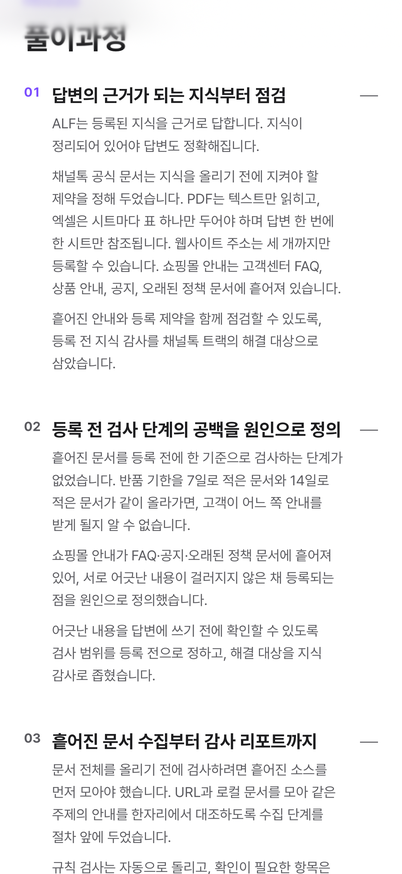 풀이과정
01 답변의 근거가 되는 지식부터 점검
ALF는 등록된 지식을 근거로 답합니다. 지식이
정리되어 있어야 답변도 정확해집니다.
채널톡 공식 문서는 지식을 올리기 전에 지켜야 할
제약을 정해 두었습니다. PDF는 텍스트만 읽히고,
엑셀은 시트마다 표 하나만 두어야 하며 답변 한 번에
한 시트만 참조됩니다. 웹사이트 주소는 세 개까지만
등록할 수 있습니다. 쇼핑몰 안내는 고객센터 FAQ,
상품 안내, 공지, 오래된 정책 문서에 흩어져 있습니다.
흩어진 안내와 등록 제약을 함께 점검할 수 있도록,
등록 전 지식 감사를 채널톡 트랙의 해결 대상으로
삼았습니다.
02 등록 전 검사 단계의 공백을 원인으로 정의
흩어진 문서를 등록 전에 한 기준으로 검사하는 단계가
없었습니다. 반품 기한을 7일로 적은 문서와 14일로
적은 문서가 같이 올라가면, 고객이 어느 쪽 안내를
받게 될지 알 수 없습니다.
쇼핑몰 안내가 FAQ·공지·오래된 정책 문서에 흩어져
있어, 서로 어긋난 내용이 걸러지지 않은 채 등록되는
점을 원인으로 정의했습니다.
어긋난 내용을 답변에 쓰기 전에 확인할 수 있도록
검사 범위를 등록 전으로 정하고, 해결 대상을 지식
감사로 좁혔습니다.
03 흩어진 문서 수집부터 감사 리포트까지
문서 전체를 올리기 전에 검사하려면 흩어진 소스를
먼저 모아야 했습니다. URL과 로컬 문서를 모아 같은
주제의 안내를 한자리에서 대조하도록 수집 단계를
절차 앞에 두었습니다.
규칙 검사는 자동으로 돌리고, 확인이 필요한 항목은